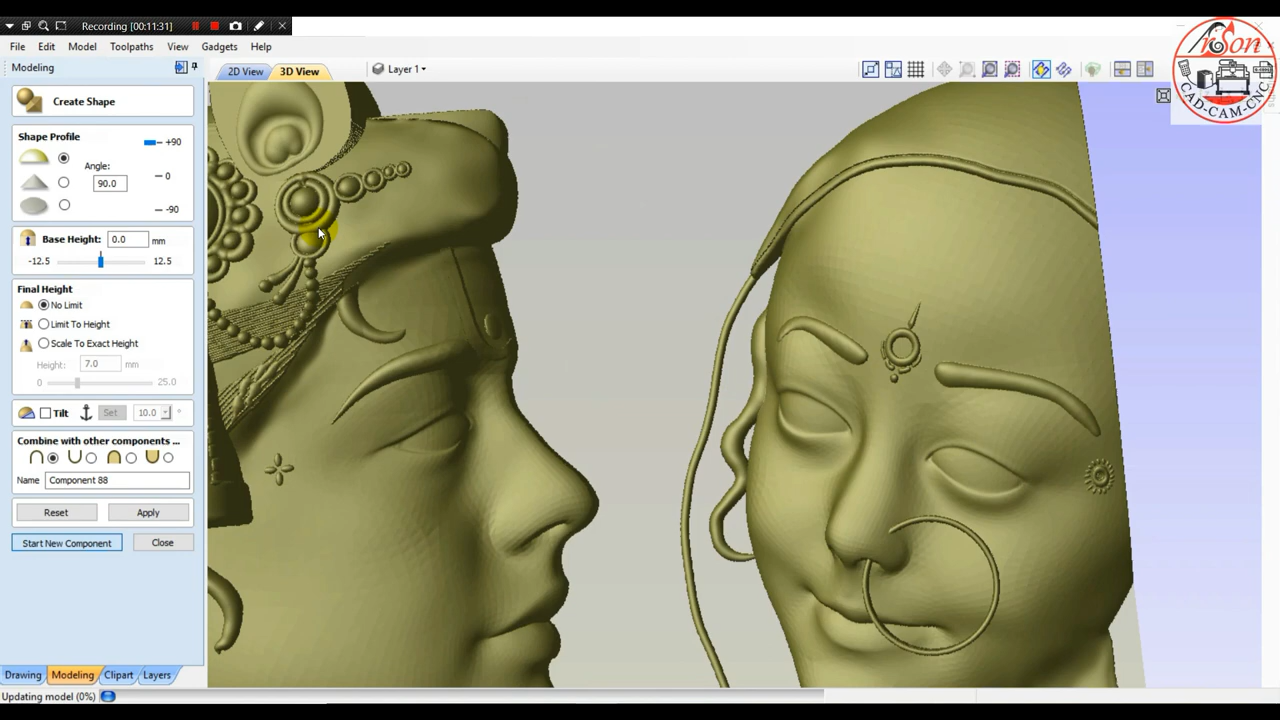 Recording [00:11:31]
File Edit Model Toolpaths View Gadgets Help
Modeling
2D View 3D View Layer 1
Create Shape
Shape Profile
+90
Angle:
90.0
0
-90
Base Height: 0.0 mm
-12.5 12.5
Final Height
No Limit
Limit To Height
Scale To Exact Height
Height: 7.0 mm
0 25.0
Tilt Set 10.0 °
Combine with other components ...
Name Component 88
Reset Apply
Start New Component Close
Drawing Modeling Clipart Layers
Updating model (0%)
CAD-CAM-CNC